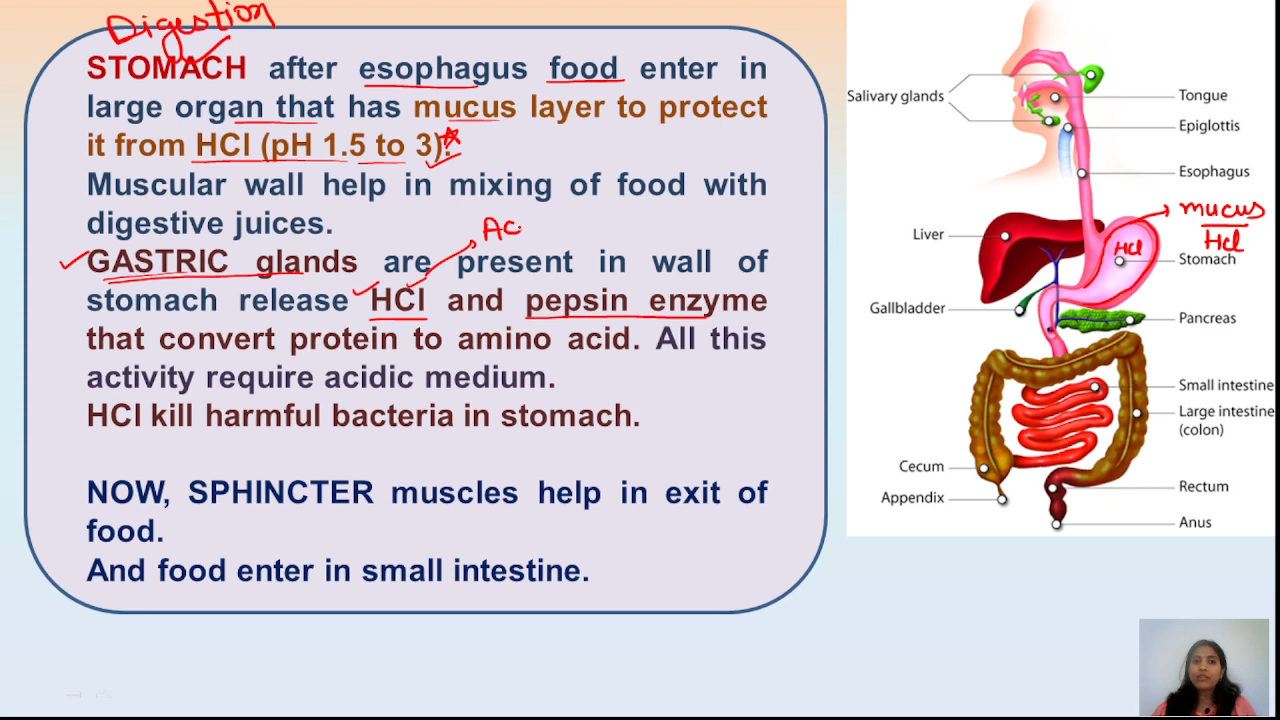 Digestion
STOMACH after esophagus food enter in
large organ that has mucus layer to protect
it from HCl (pH 1.5 to 3).
Muscular wall help in mixing of food with
digestive juices.
Ac
GASTRIC glands are present in wall of
stomach release HCl and pepsin enzyme
that convert protein to amino acid. All this
activity require acidic medium.
HCl kill harmful bacteria in stomach.
NOW, SPHINCTER muscles help in exit of
food.
And food enter in small intestine.
Salivary glands
Tongue
Epiglottis
Esophagus
mucus
HCl
Liver
HCl
Stomach
Gallbladder
Pancreas
Small intestine
Large intestine
(colon)
Cecum
Appendix
Rectum
Anus